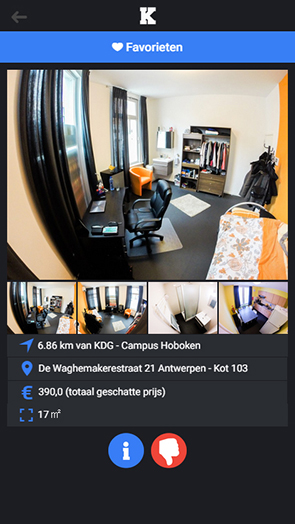 K
Favorieten
6.86 km van KDG - Campus Hoboken
De Waghemakerestraat 21 Antwerpen - Kot 103
390,0 (totaal geschatte prijs)
17 m²